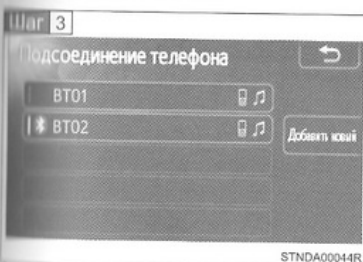 Шаг 3
Подсоединение телефона
BT01
BT02
Добавить новый
STNDA00044R